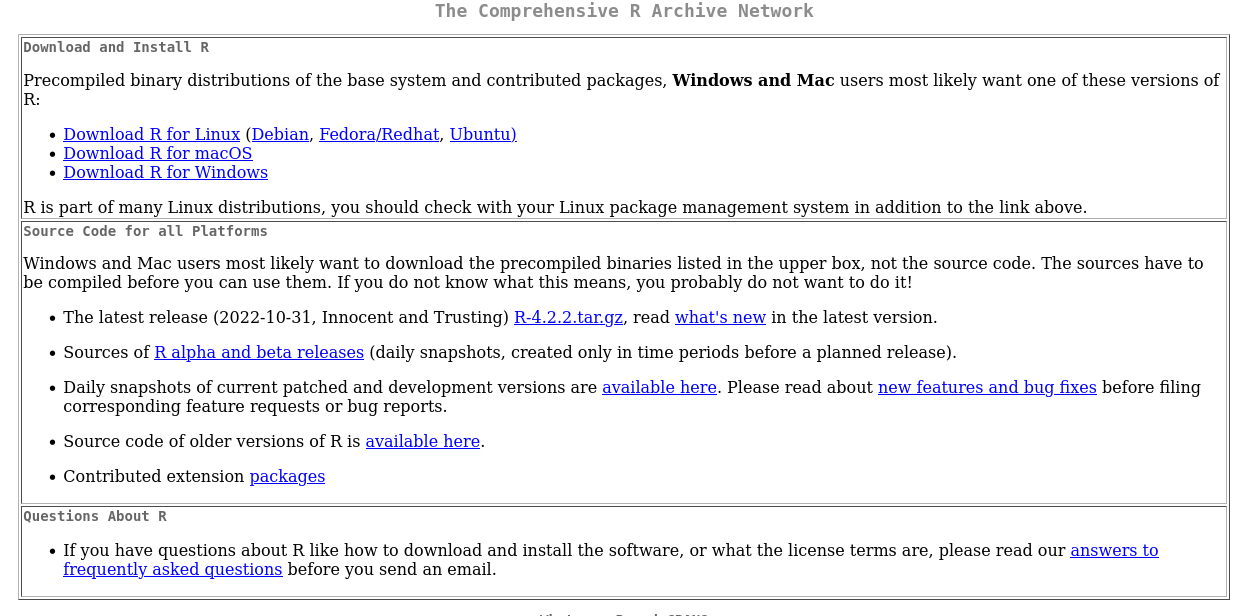 The Comprehensive R Archive Network
Download and Install R
Precompiled binary distributions of the base system and contributed packages, Windows and Mac users most likely want one of these versions of
R:
• Download R for Linux (Debian, Fedora/Redhat, Ubuntu)
• Download R for macOS
• Download R for Windows
R is part of many Linux distributions, you should check with your Linux package management system in addition to the link above.
Source Code for all Platforms
Windows and Mac users most likely want to download the precompiled binaries listed in the upper box, not the source code. The sources have to
be compiled before you can use them. If you do not know what this means, you probably do not want to do it!
• The latest release (2022-10-31, Innocent and Trusting) R-4.2.2.tar.gz, read what's new in the latest version.
• Sources of R alpha and beta releases (daily snapshots, created only in time periods before a planned release).
• Daily snapshots of current patched and development versions are available here. Please read about new features and bug fixes before filing
corresponding feature requests or bug reports.
• Source code of older versions of R is available here.
• Contributed extension packages
Questions About R
• If you have questions about R like how to download and install the software, or what the license terms are, please read our answers to
frequently asked questions before you send an email.